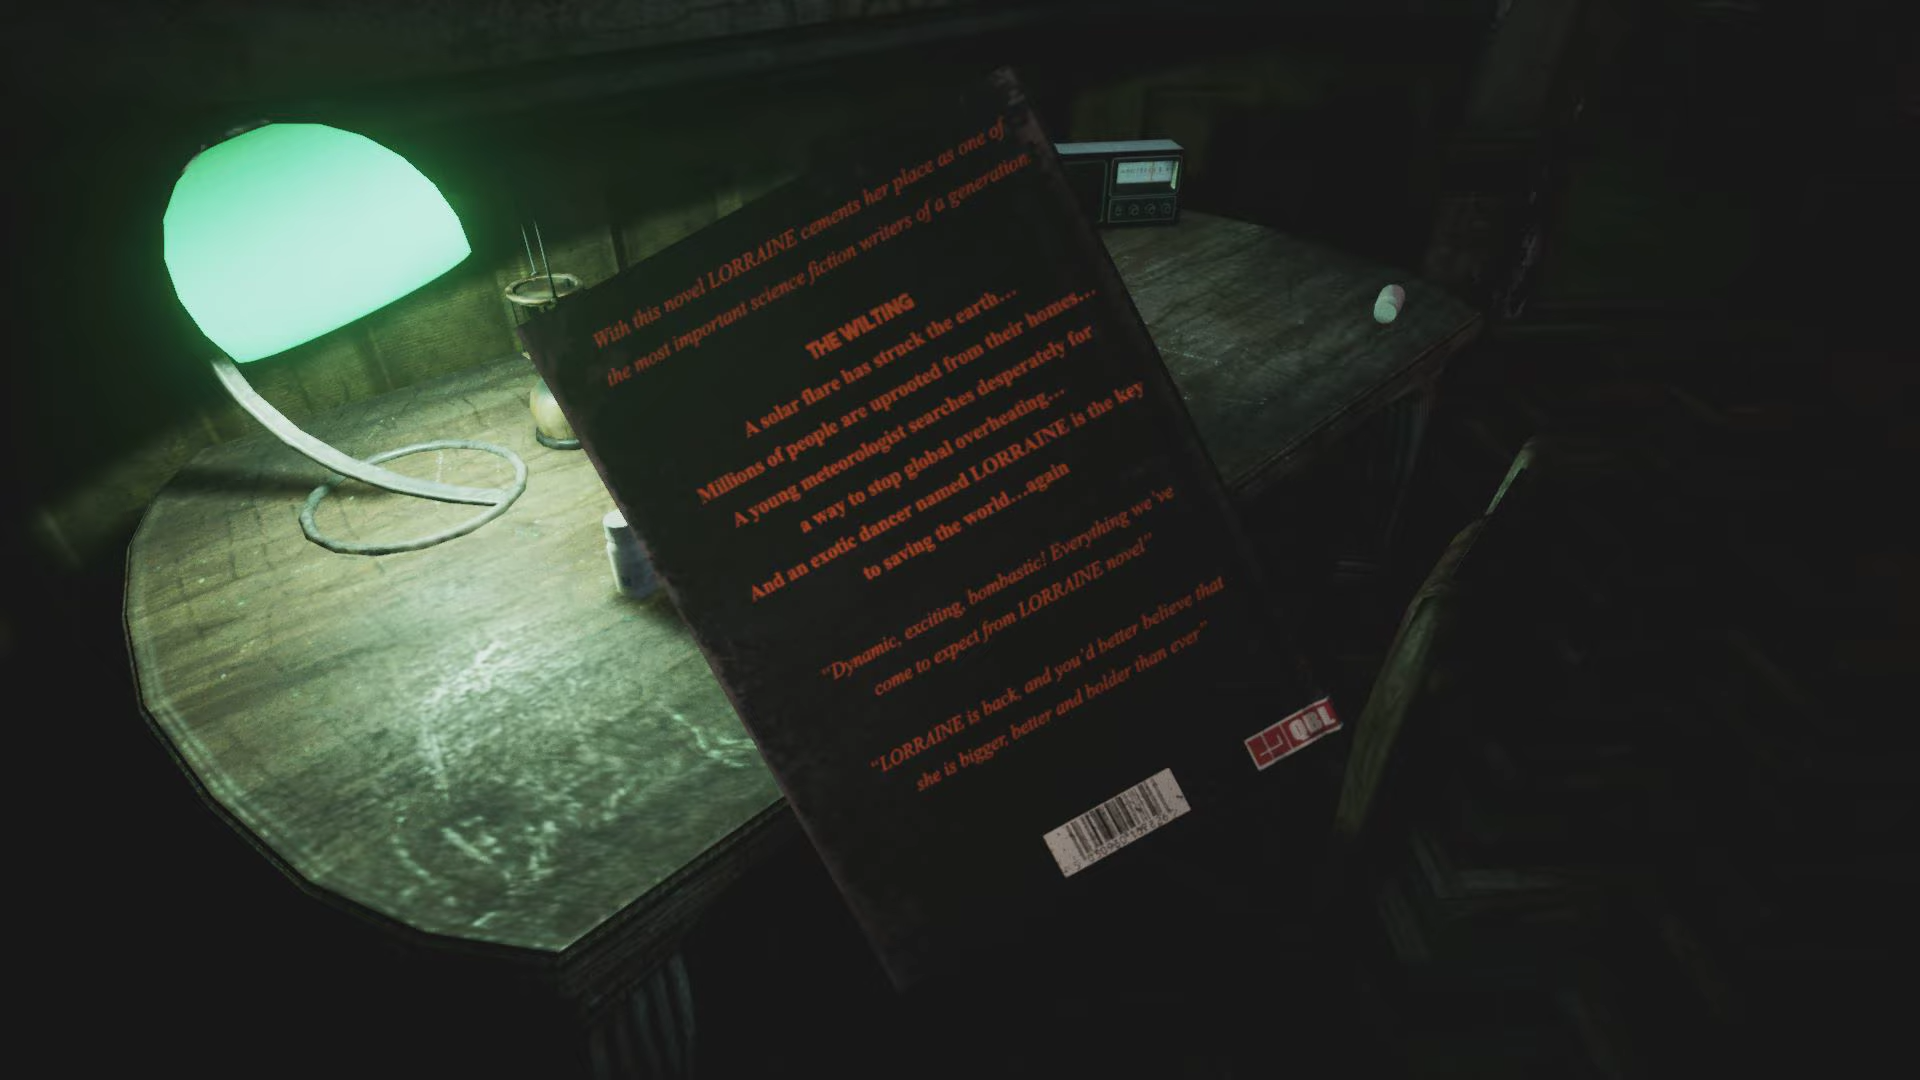 With this novel LORRAINE cements her place as one of
the most important science fiction writers of a generation.
THE WILTING
A solar flare has struck the earth...
Millions of people are uprooted from their homes...
A young meteorologist searches desperately for
a way to stop global overheating...
And an exotic dancer named LORRAINE is the key
to saving the world...again
"Dynamic, exciting, bombastic! Everything we've
come to expect from LORRAINE novel"
"LORRAINE is back, and you'd better believe that
she is bigger, better and bolder than ever"
QBL